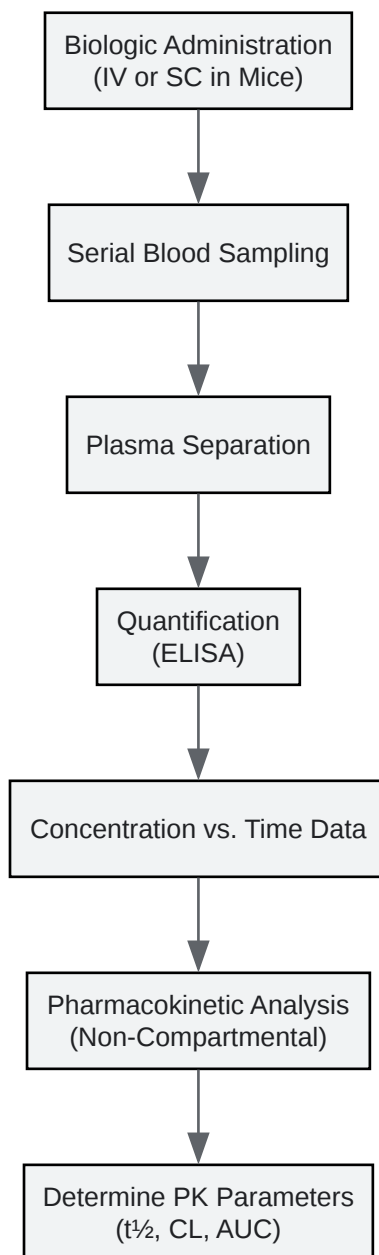 Biologic Administration
(IV or SC in Mice)
Serial Blood Sampling
Plasma Separation
Quantification
(ELISA)
Concentration vs. Time Data
Pharmacokinetic Analysis
(Non-Compartmental)
Determine PK Parameters
(t½, CL, AUC)